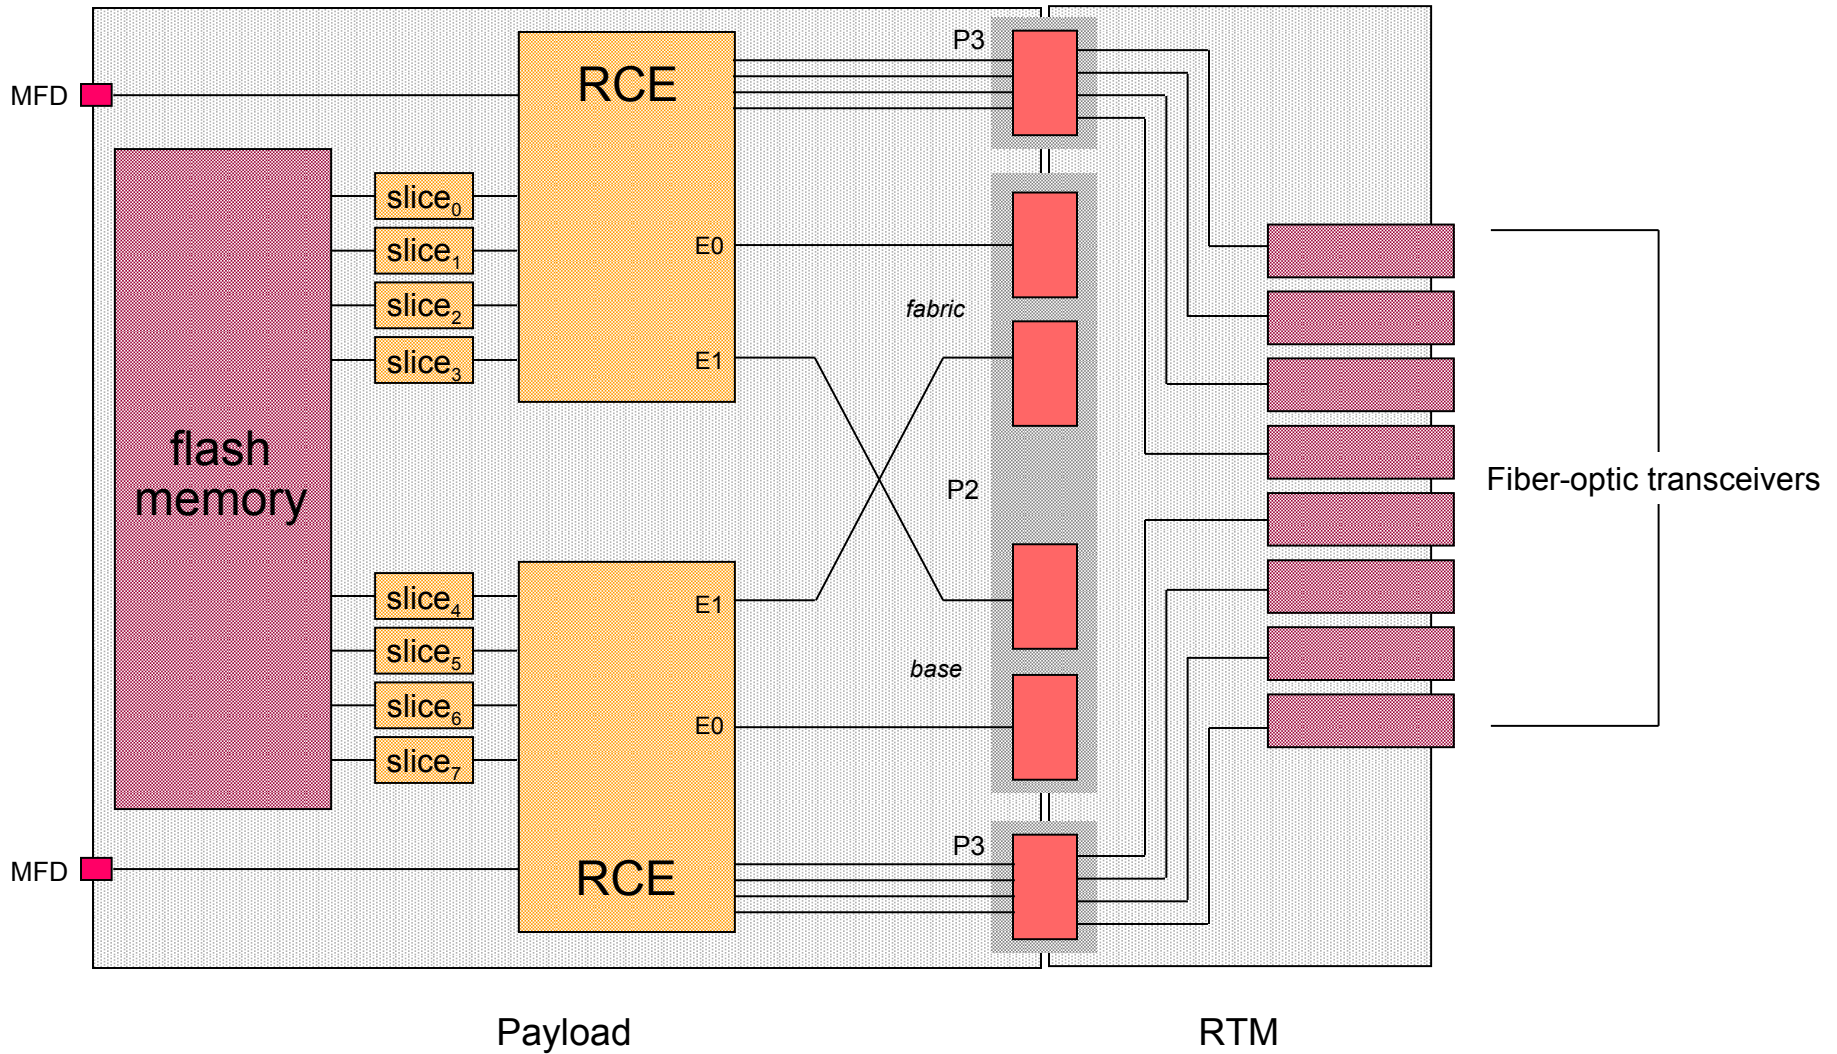 P3
RCE
MFD
slice0
E0
slice1
fabric
slice2
E1
slice3
flash
memory
Fiber-optic transceivers
P2
slice4
E1
slice5
base
slice6
E0
slice7
P3
MFD
RCE
Payload
RTM